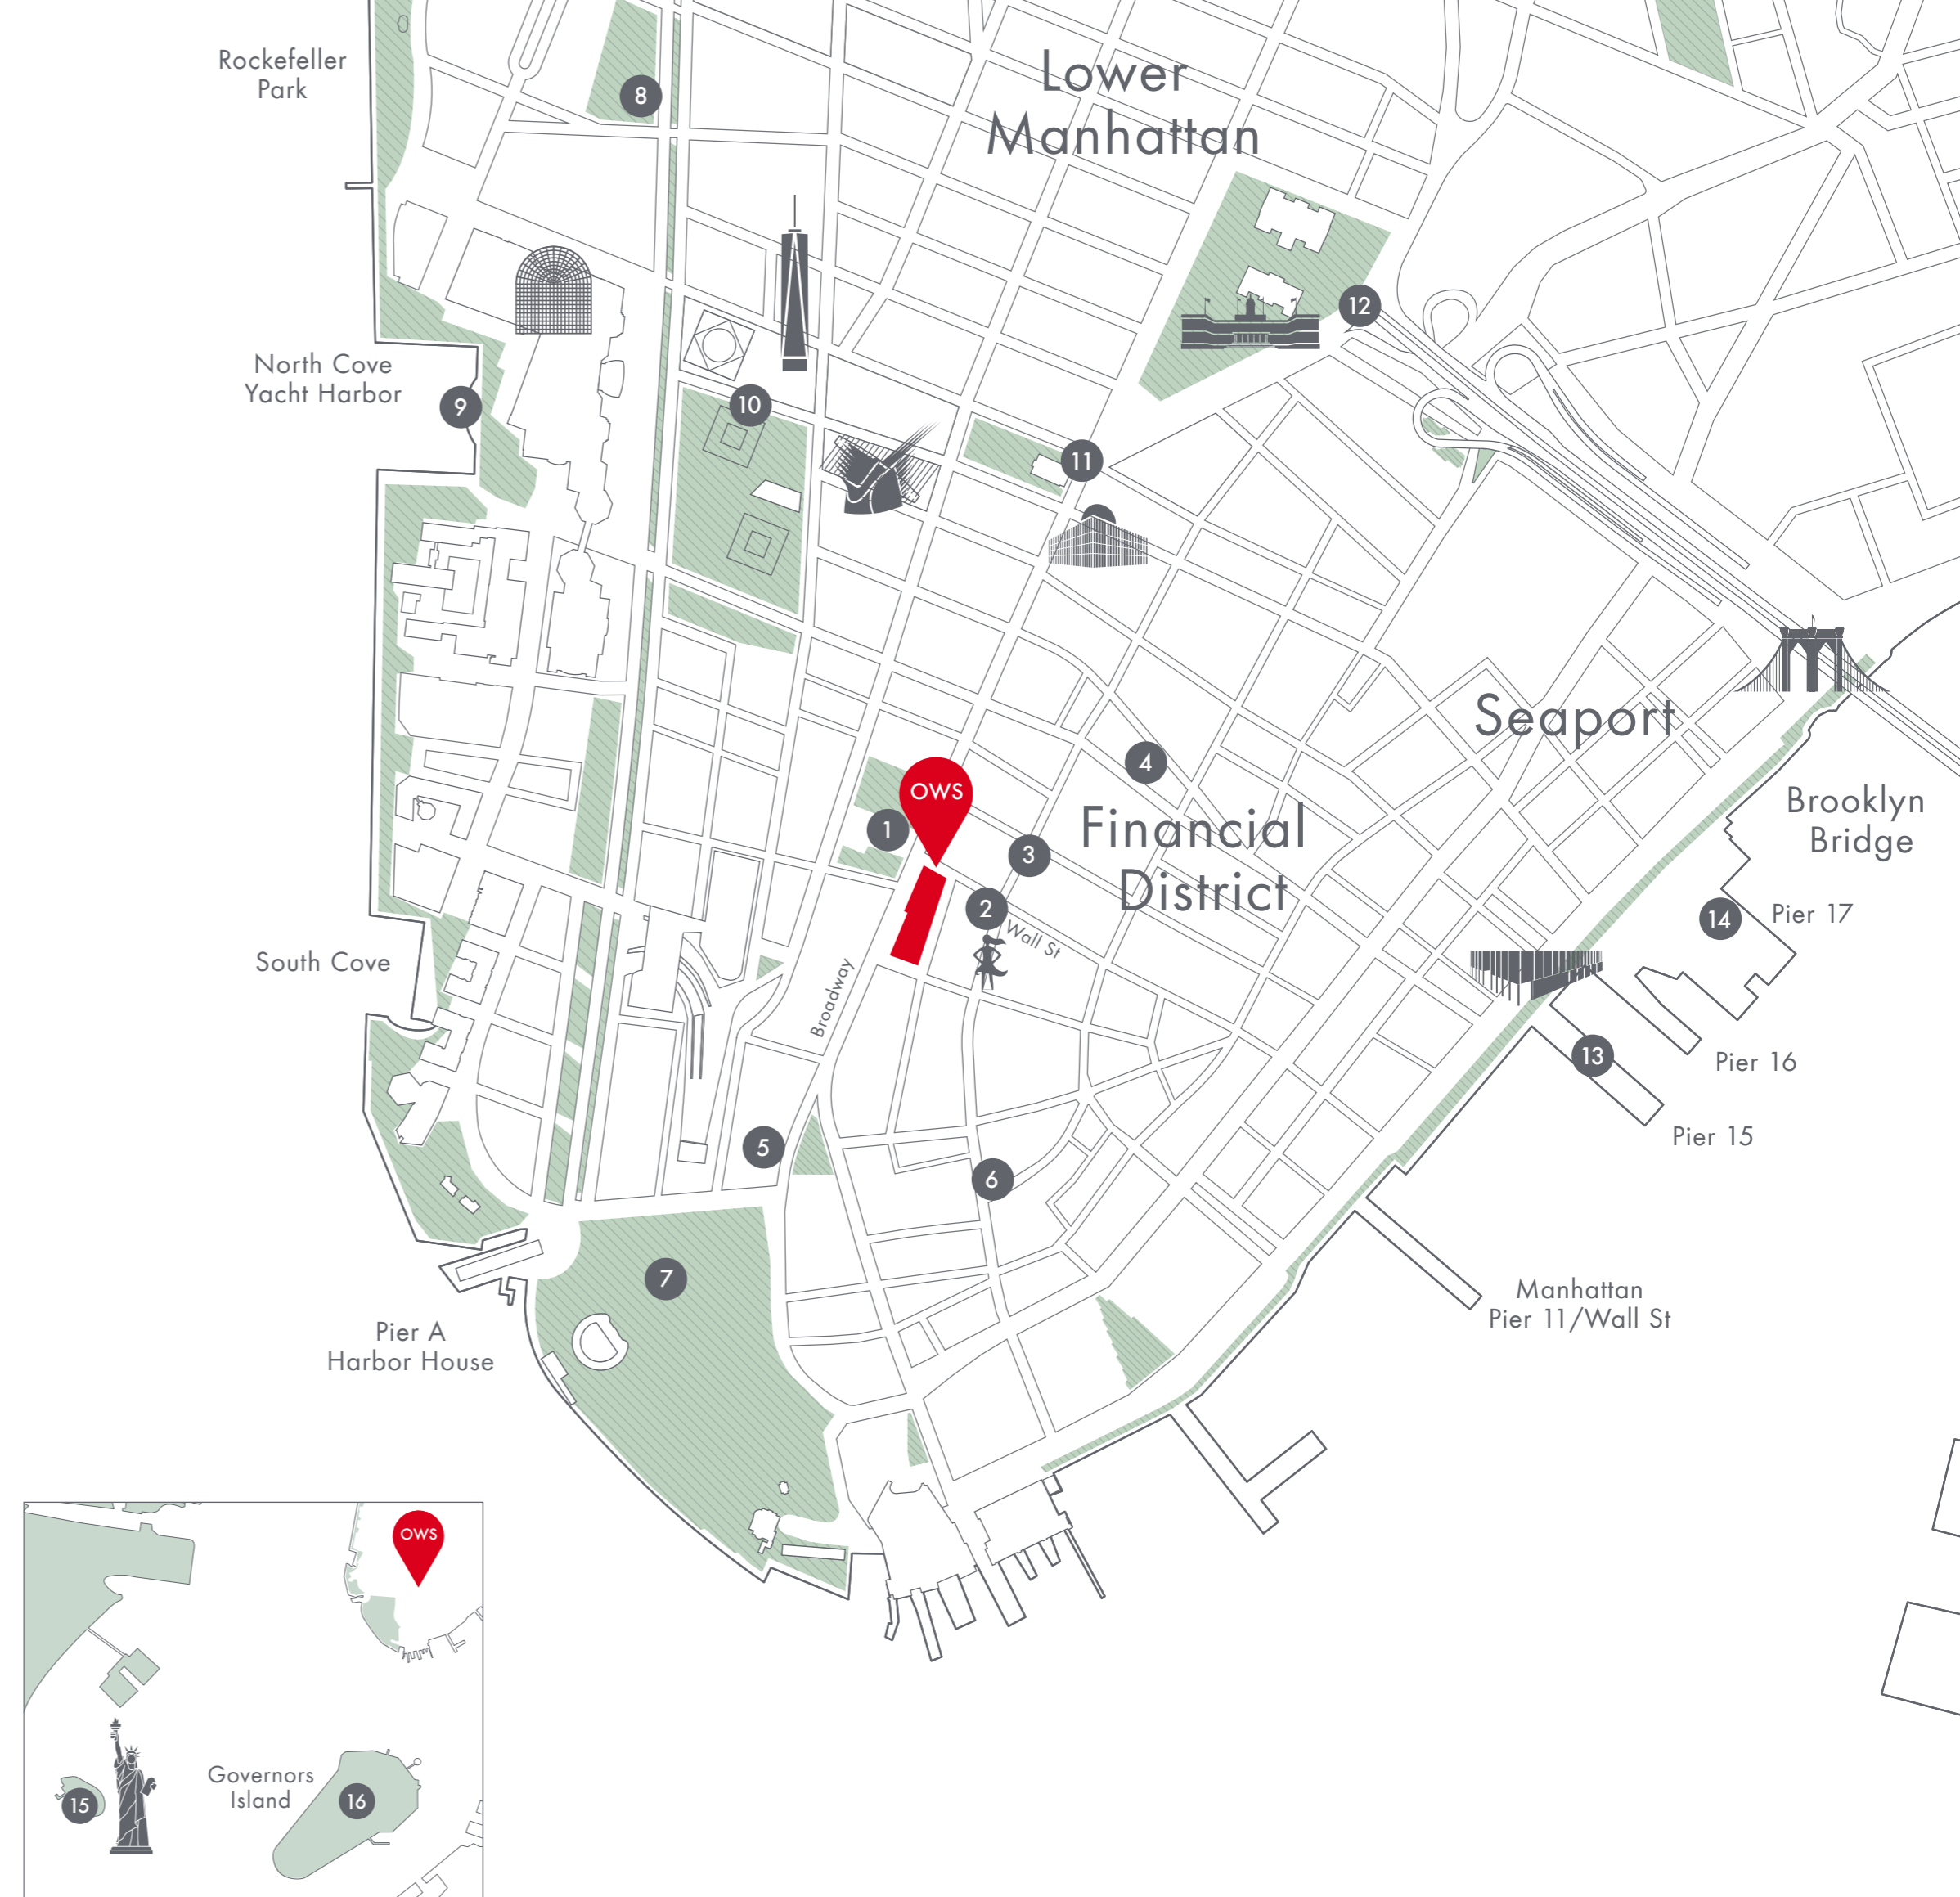 Rockefeller
Park
8
Lower
Manhattan
12
North Cove
Yacht Harbor
9
10
11
Seaport
4
OWS
1
Financial
District
3
2
Wall St
Brooklyn
Bridge
14
Pier 17
South Cove
Broadway
13
Pier 16
Pier 15
5
6
7
Manhattan
Pier 11/Wall St
Pier A
Harbor House
OWS
Governors
Island
15
16